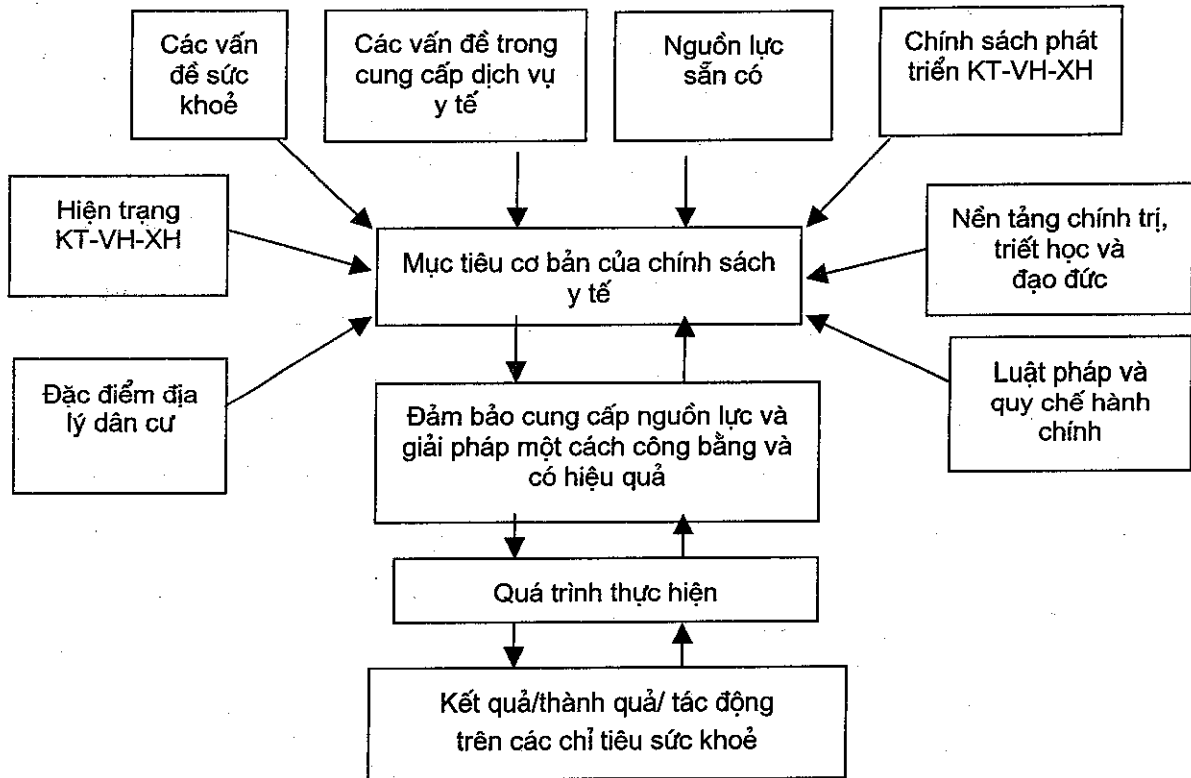 Các vấn
đề sức
khoẻ
Các vấn đề trong
cung cấp dịch vụ
y tế
Nguồn lực
sẵn có
Chính sách phát
triển KT-VH-XH
Hiện trạng
KT-VH-XH
Mục tiêu cơ bản của chính sách
y tế
Nền tảng chính trị,
triết học và
đạo đức
Đặc điểm địa
lý dân cư
Đảm bảo cung cấp nguồn lực và
giải pháp một cách công bằng và
có hiệu quả
Luật pháp và
quy chế hành
chính
Quá trình thực hiện
Kết quả/thành quả/ tác động
trên các chỉ tiêu sức khoẻ